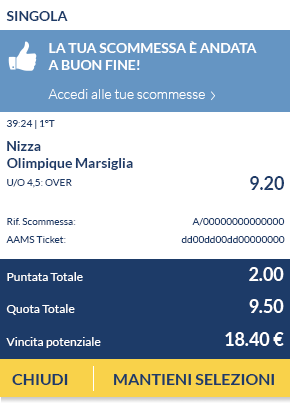 SINGOLA
LA TUA SCOMMESSA È ANDATA
A BUON FINE!
Accedi alle tue scommesse >
39:24 | 1°T
Nizza
Olimpique Marsiglia
U/O 4,5: OVER 9.20
Rif. Scommessa: A/00000000000000
AAMS Ticket: dd00dd00dd00000000
Puntata Totale 2.00
Quota Totale 9.50
Vincita potenziale 18.40 €
CHIUDI MANTIENI SELEZIONI